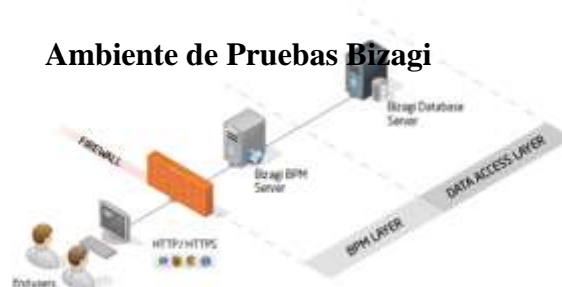 Ambiente de Pruebas Bizagi
Bizagi Database
Server
FIREWALL
Bizagi BPM
Server
DATA ACCESS LAYER
BPM LAYER
HTTP/HTTPS
Endusers